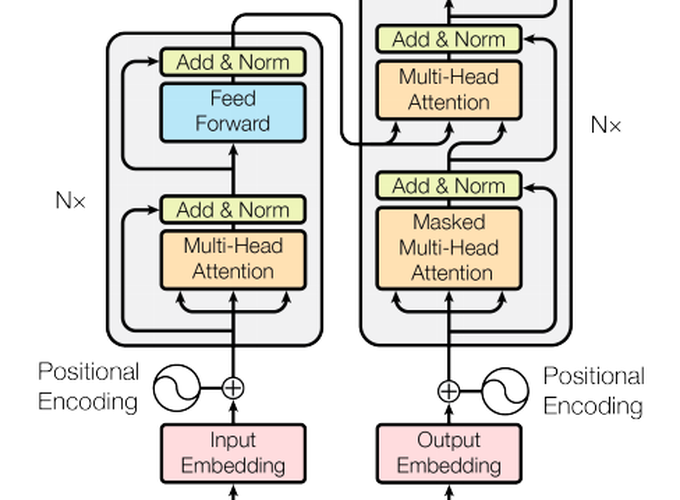 Add & Norm
Feed
Forward
Nx
Add & Norm
Multi-Head
Attention
Positional
Encoding
Input
Embedding
Add & Norm
Multi-Head
Attention
Nx
Add & Norm
Masked
Multi-Head
Attention
Positional
Encoding
Output
Embedding